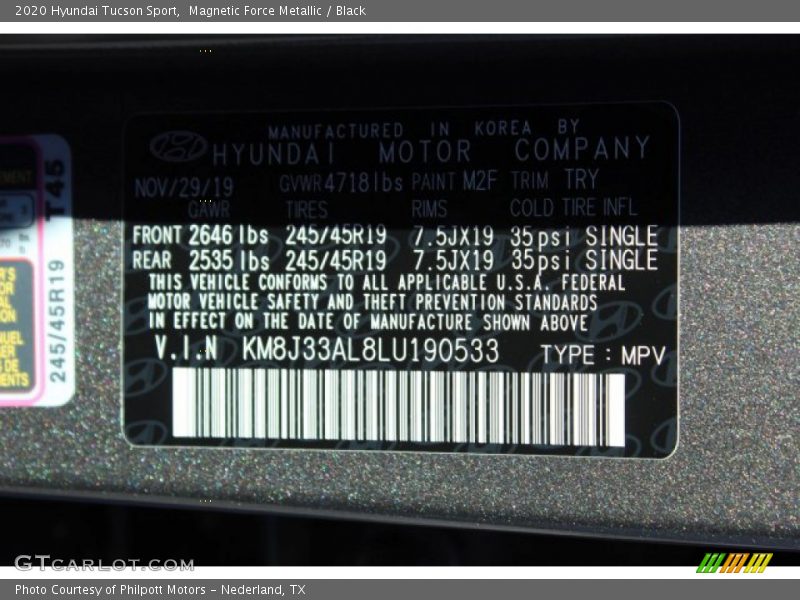 2020 Hyundai Tucson Sport,  Magnetic Force Metallic / Black
MANUFACTURED IN KOREA BY
HYUNDAI MOTOR COMPANY
NOV/29/19 GVWR 4718lbs PAINT M2F TRIM TRY
GAWR TIRES RIMS COLD TIRE INFL
FRONT 2646 lbs 245/45R19 7.5JX19 35psi SINGLE
REAR 2535 lbs 245/45R19 7.5JX19 35psi SINGLE
THIS VEHICLE CONFORMS TO ALL APPLICABLE U.S.A. FEDERAL
MOTOR VEHICLE SAFETY AND THEFT PREVENTION STANDARDS
IN EFFECT ON THE DATE OF MANUFACTURE SHOWN ABOVE
V.I.N KM8J33AL8LU190533 TYPE : MPV
245/45R19
T45
GTcarlot.com
Photo Courtesy of Philpott Motors - Nederland, TX